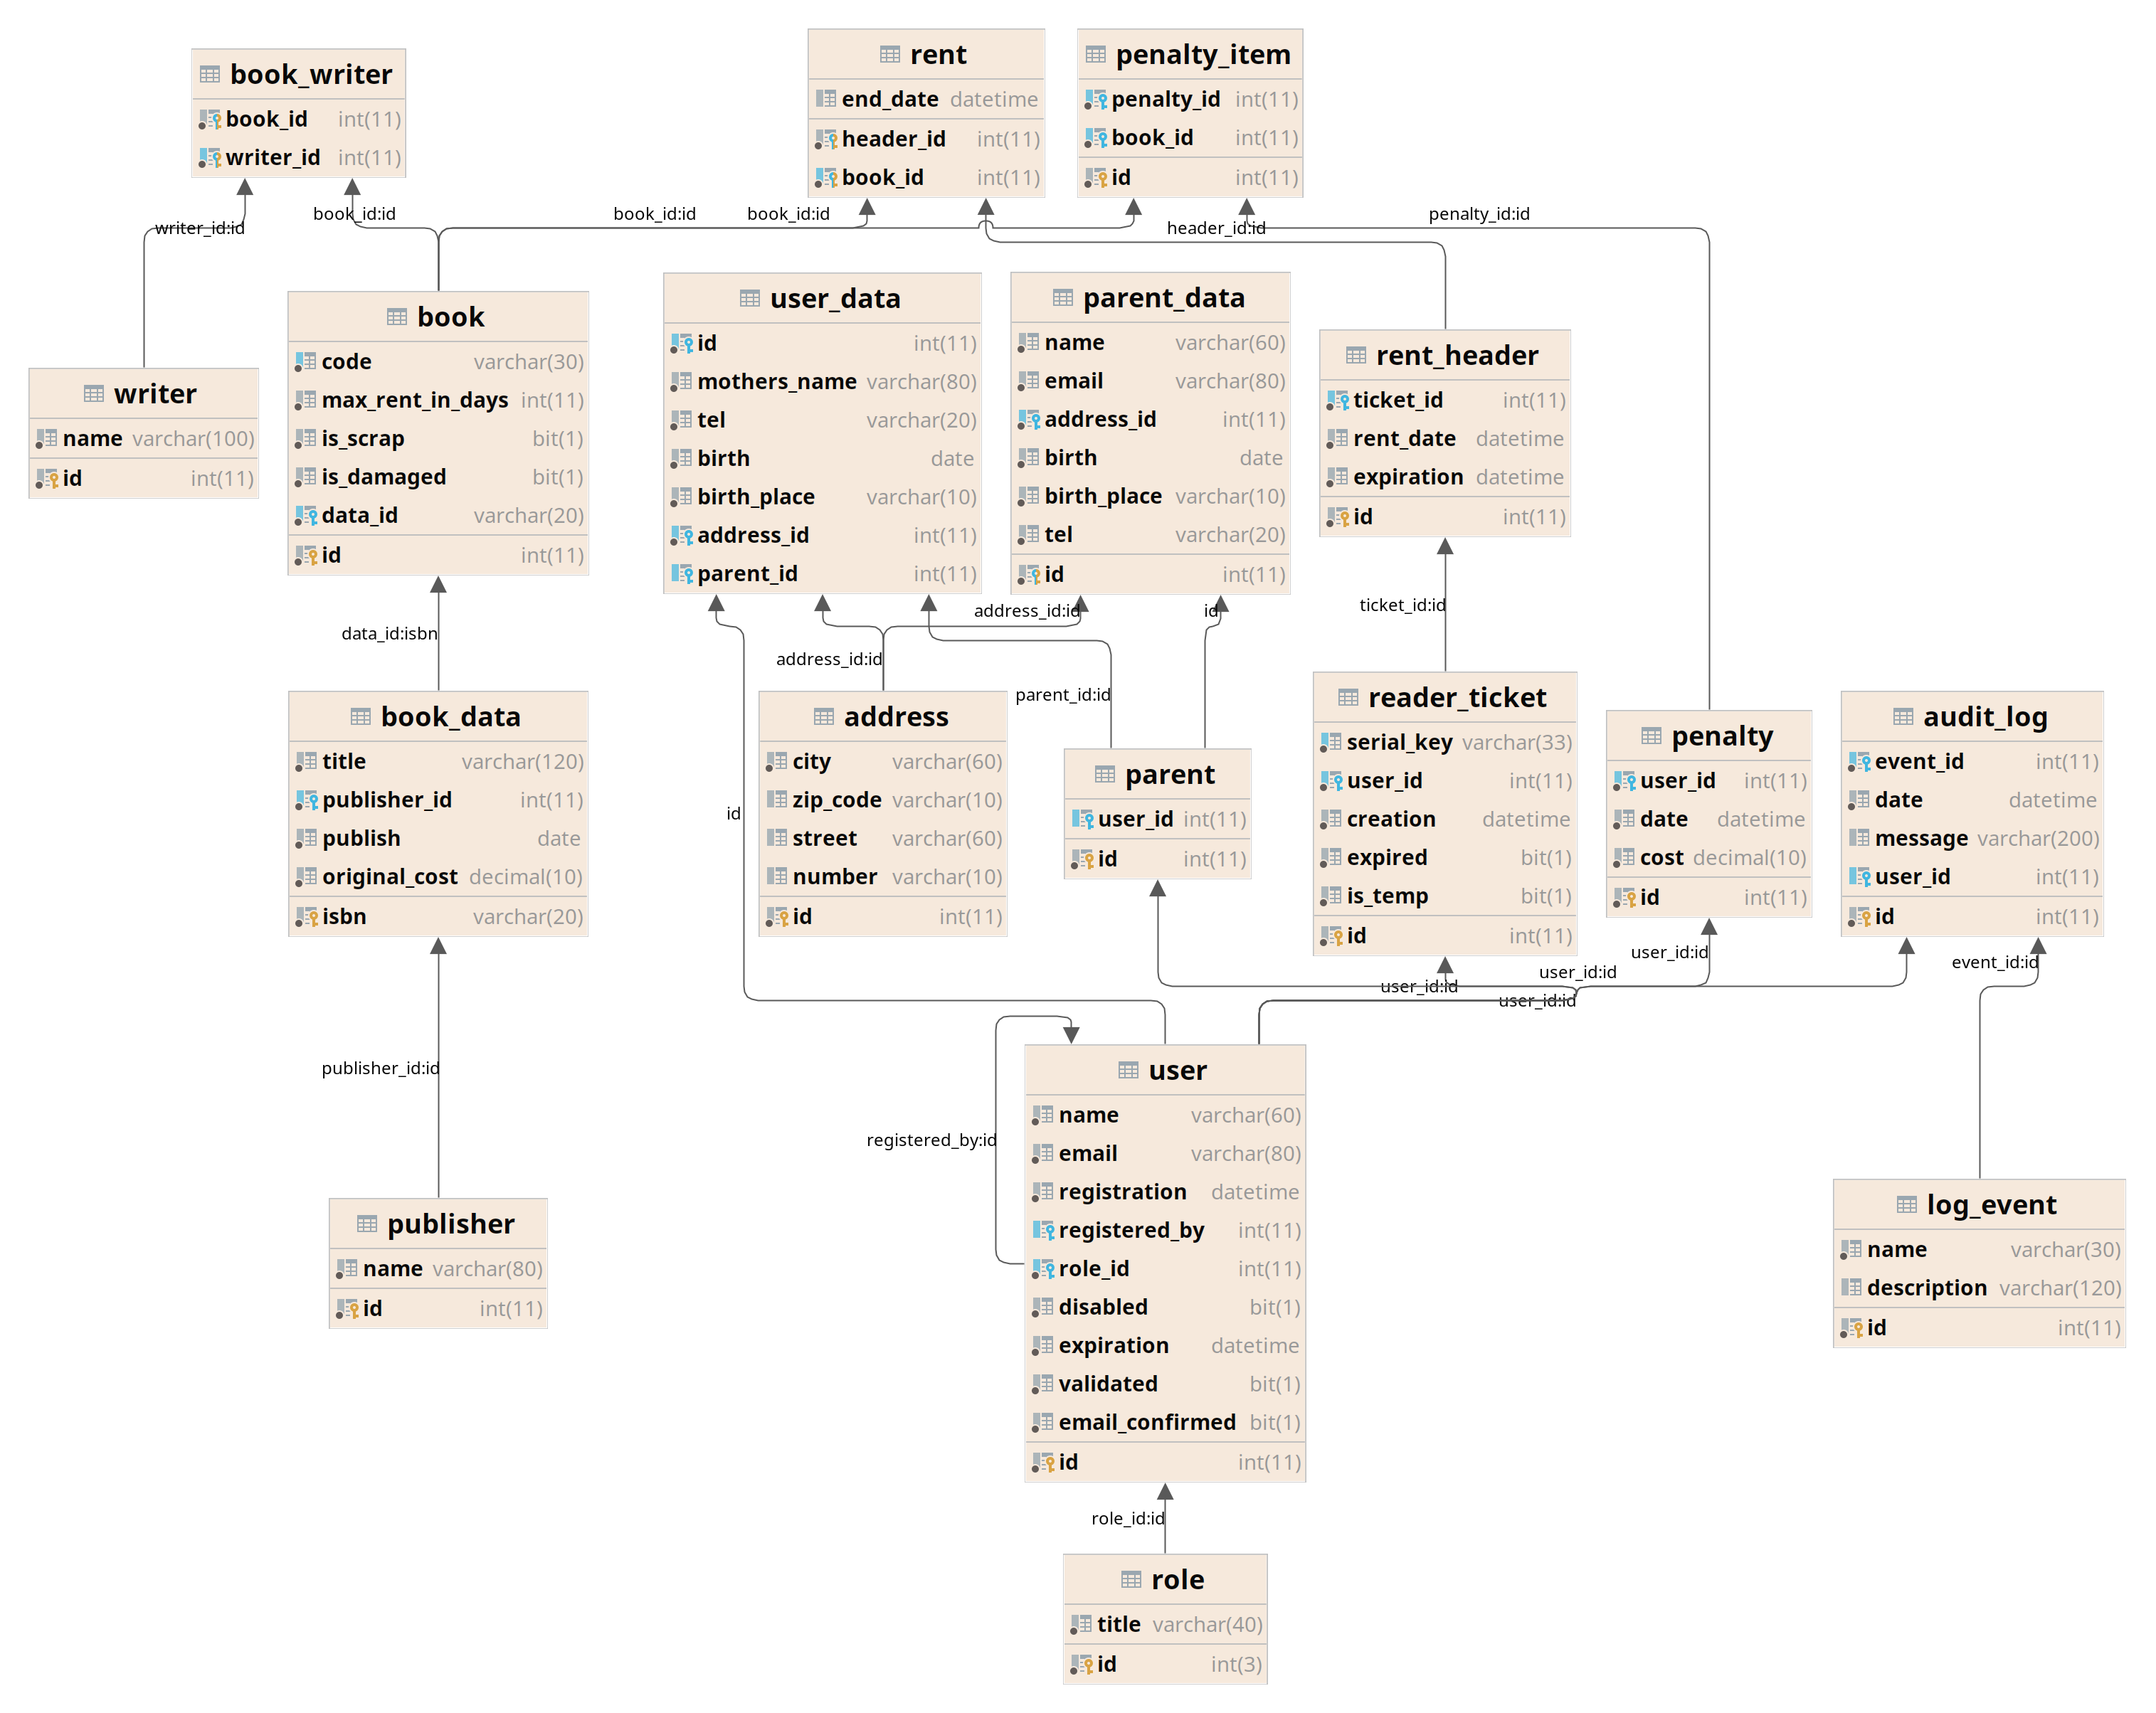 book_writer
book_id int(11)
writer_id int(11)
rent
end_date datetime
header_id int(11)
book_id int(11)
penalty_item
penalty_id int(11)
book_id int(11)
id int(11)
writer_id:id
book_id:id
book_id:id
book_id:id
header_id:id
penalty_id:id
writer
name varchar(100)
id int(11)
book
code varchar(30)
max_rent_in_days int(11)
is_scrap bit(1)
is_damaged bit(1)
data_id varchar(20)
id int(11)
user_data
id int(11)
mothers_name varchar(80)
tel varchar(20)
birth date
birth_place varchar(10)
address_id int(11)
parent_id int(11)
parent_data
name varchar(60)
email varchar(80)
address_id int(11)
birth date
birth_place varchar(10)
tel varchar(20)
id int(11)
rent_header
ticket_id int(11)
rent_date datetime
expiration datetime
id int(11)
data_id:isbn
address_id:id
address_id:id
id
parent_id:id
ticket_id:id
book_data
title varchar(120)
publisher_id int(11)
publish date
original_cost decimal(10)
isbn varchar(20)
id
address
city varchar(60)
zip_code varchar(10)
street varchar(60)
number varchar(10)
id int(11)
parent
user_id int(11)
id int(11)
reader_ticket
serial_key varchar(33)
user_id int(11)
creation datetime
expired bit(1)
is_temp bit(1)
id int(11)
penalty
user_id int(11)
date datetime
cost decimal(10)
id int(11)
audit_log
event_id int(11)
date datetime
message varchar(200)
user_id int(11)
id int(11)
user_id:id
user_id:id
user_id:id
user_id:id
event_id:id
publisher_id:id
registered_by:id
publisher
name varchar(80)
id int(11)
user
name varchar(60)
email varchar(80)
registration datetime
registered_by int(11)
role_id int(11)
disabled bit(1)
expiration datetime
validated bit(1)
email_confirmed bit(1)
id int(11)
log_event
name varchar(30)
description varchar(120)
id int(11)
role_id:id
role
title varchar(40)
id int(3)